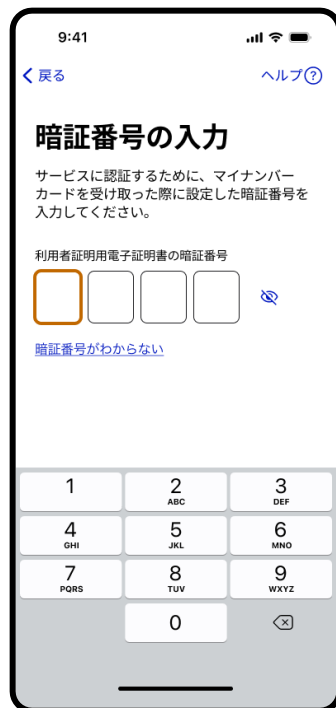 9:41
戻る
ヘルプ?
暗証番号の入力
サービスに認証するために、マイナンバー
カードを受け取った際に設定した暗証番号を
入力してください。
利用者証明用電子証明書の暗証番号
暗証番号がわからない
1 2 3
ABC DEF
4 5 6
GHI JKL MNO
7 8 9
PQRS TUV WXYZ
0